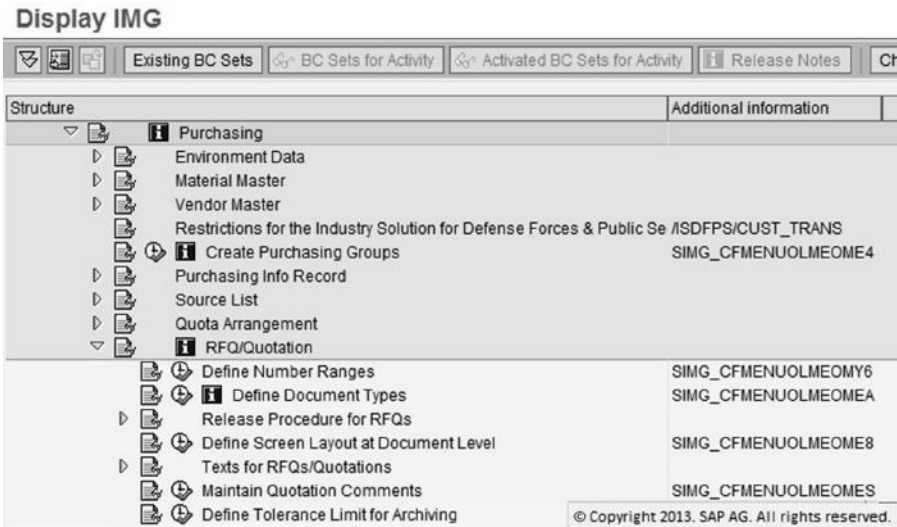 Display IMG
Existing BC Sets BC Sets for Activity Activated BC Sets for Activity Release Notes Ch
Structure Additional information
Purchasing
Environment Data
Material Master
Vendor Master
Restrictions for the Industry Solution for Defense Forces & Public Se /ISDFPS/CUST_TRANS
Create Purchasing Groups SIMG_CFMENUOLMEOME4
Purchasing Info Record
Source List
Quota Arrangement
RFQ/Quotation
Define Number Ranges SIMG_CFMENUOLMEOMY6
Define Document Types SIMG_CFMENUOLMEOMEA
Release Procedure for RFQs
Define Screen Layout at Document Level SIMG_CFMENUOLMEOME8
Texts for RFQs/Quotations
Maintain Quotation Comments SIMG_CFMENUOLMEOMES
Define Tolerance Limit for Archiving © Copyright 2013. SAP AG. All rights reserved.